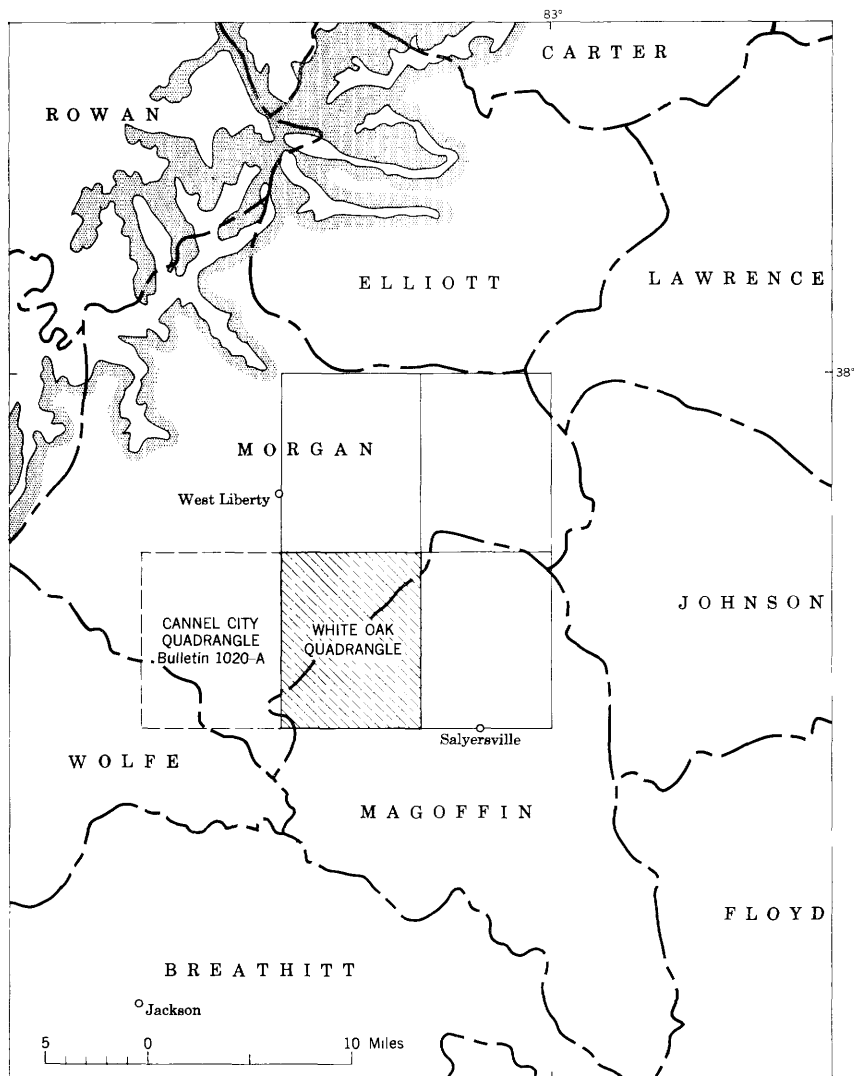 83°
CARTER
ROWAN
ELLIOTT
LAWRENCE
38°
MORGAN
West Liberty
JOHNSON
CANNEL CITY
QUADRANGLE
Bulletin 1020-A
WHITE OAK
QUADRANGLE
Salyersville
WOLFE
MAGOFFIN
FLOYD
BREATHITT
Jackson
5 0 10 Miles